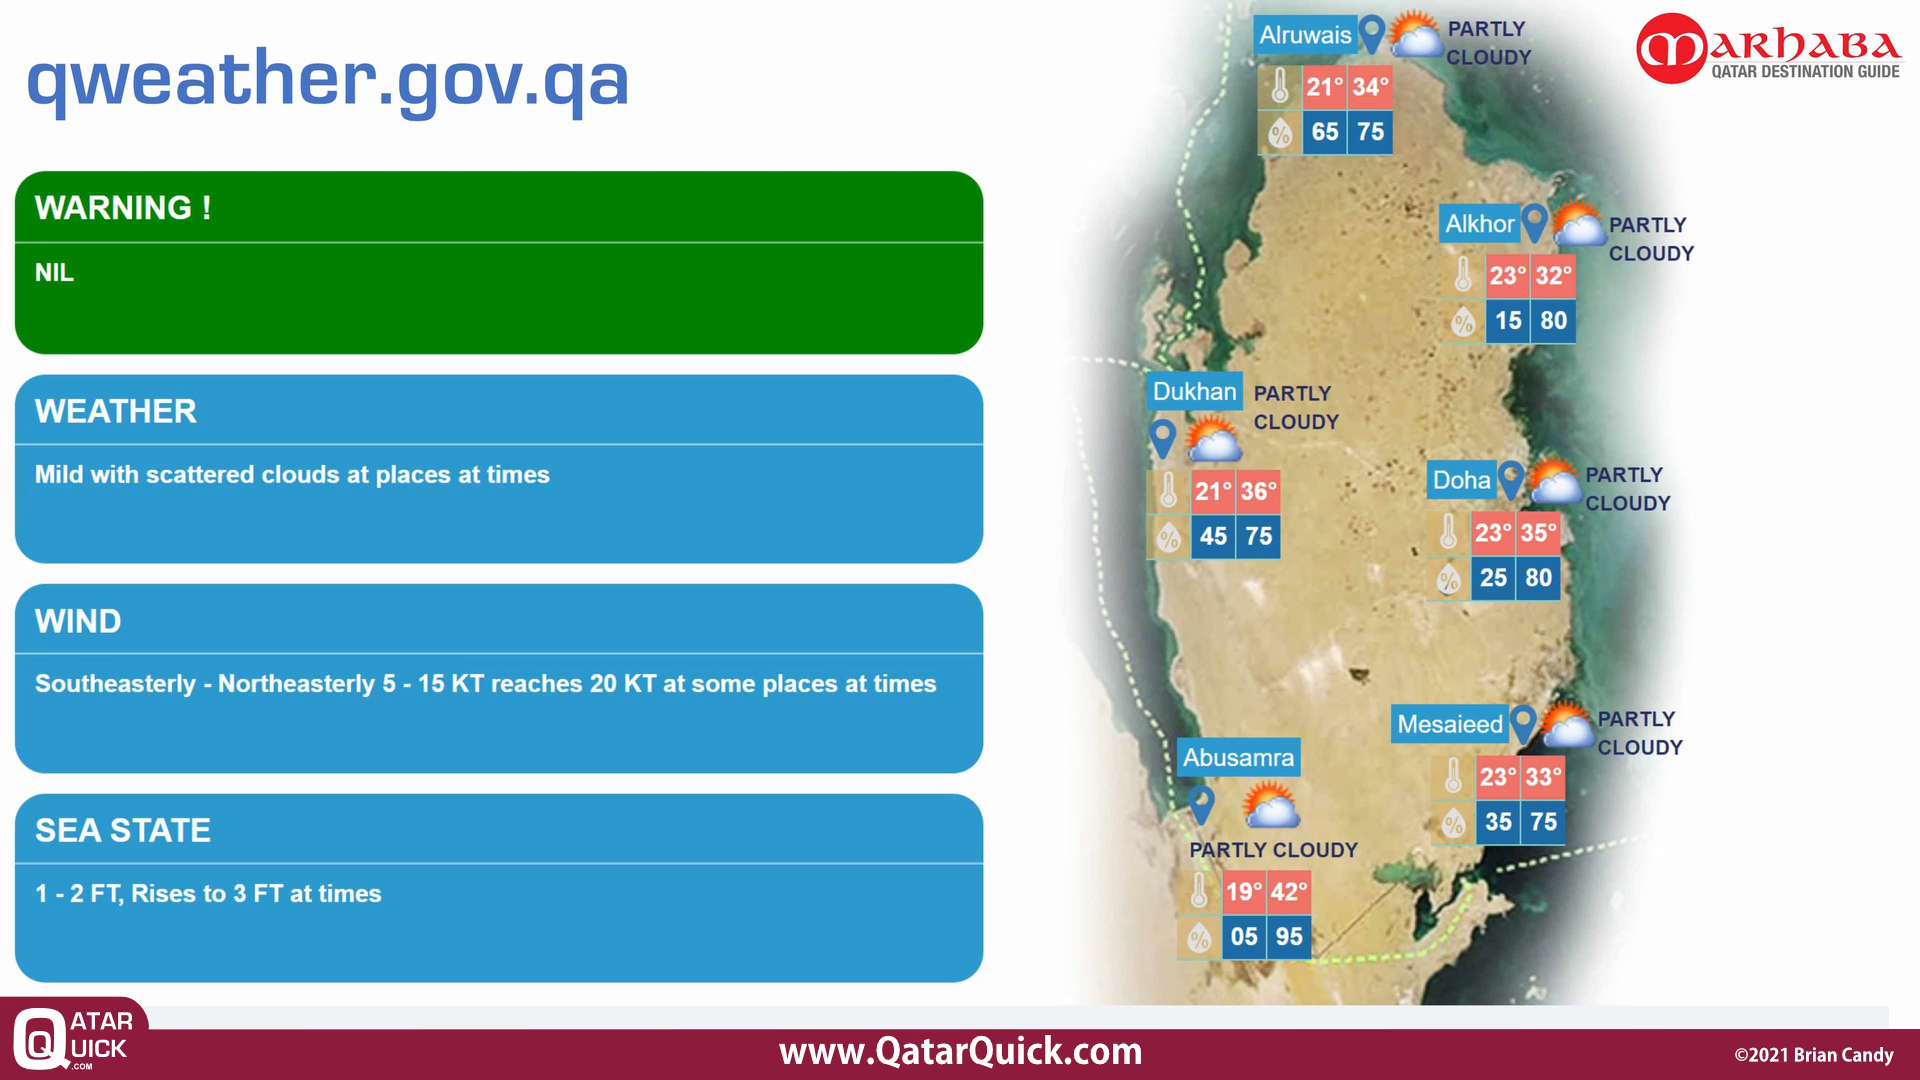 qweather.gov.qa
WARNING !
NIL
WEATHER
Mild with scattered clouds at places at times
WIND
Southeasterly - Northeasterly 5 - 15 KT reaches 20 KT at some places at times
SEA STATE
1 - 2 FT, Rises to 3 FT at times
Alruwais
PARTLY
CLOUDY
21° 34°
% 65 75
MARHABA
QATAR DESTINATION GUIDE
Alkhor
PARTLY
CLOUDY
23° 32°
% 15 80
Dukhan
PARTLY
CLOUDY
21° 36°
% 45 75
Doha
PARTLY
CLOUDY
23° 35°
% 25 80
Mesaieed
PARTLY
CLOUDY
23° 33°
% 35 75
Abusamra
PARTLY CLOUDY
19° 42°
% 05 95
QATAR
QUICK
.COM
www.QatarQuick.com
©2021 Brian Candy